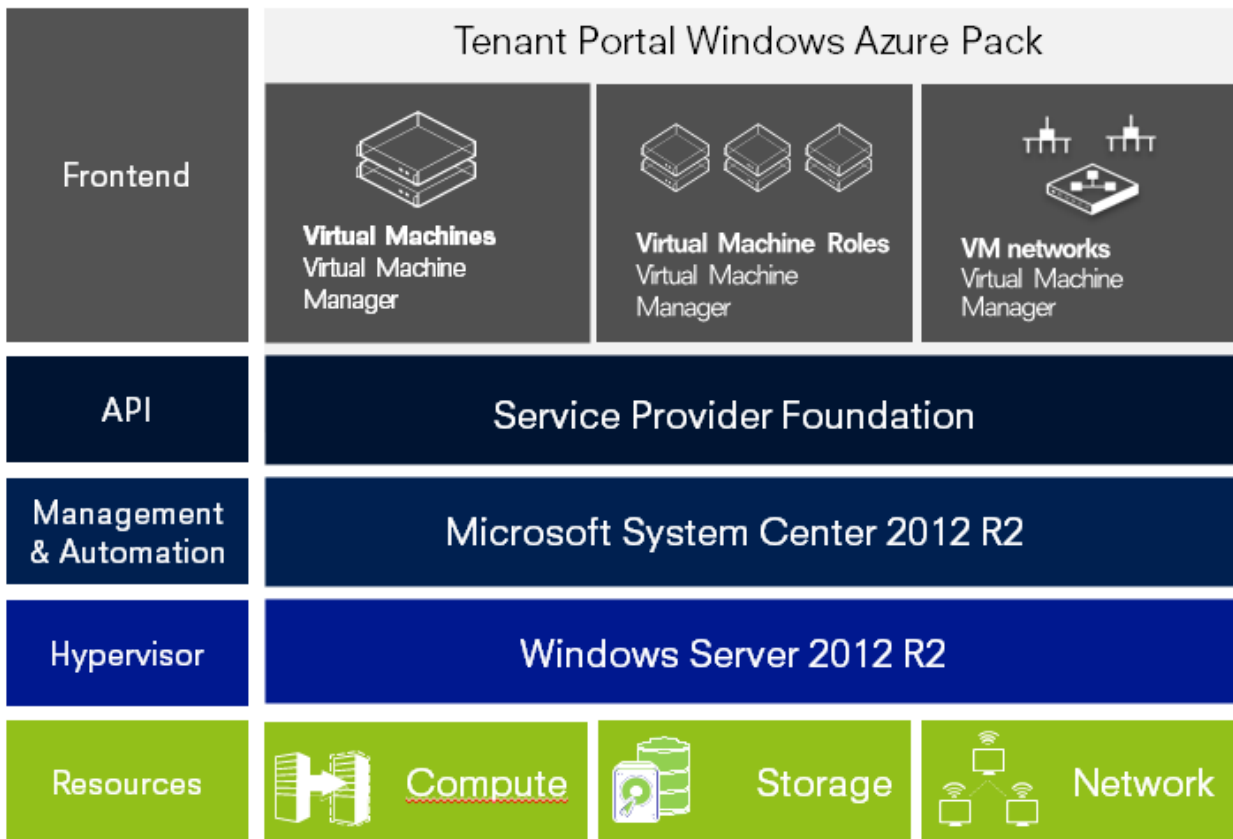 Tenant Portal Windows Azure Pack
Frontend
Virtual Machines
Virtual Machine
Manager
Virtual Machine Roles
Virtual Machine
Manager
VM networks
Virtual Machine
Manager
API
Service Provider Foundation
Management
& Automation
Microsoft System Center 2012 R2
Hypervisor
Windows Server 2012 R2
Resources
Compute
Storage
Network